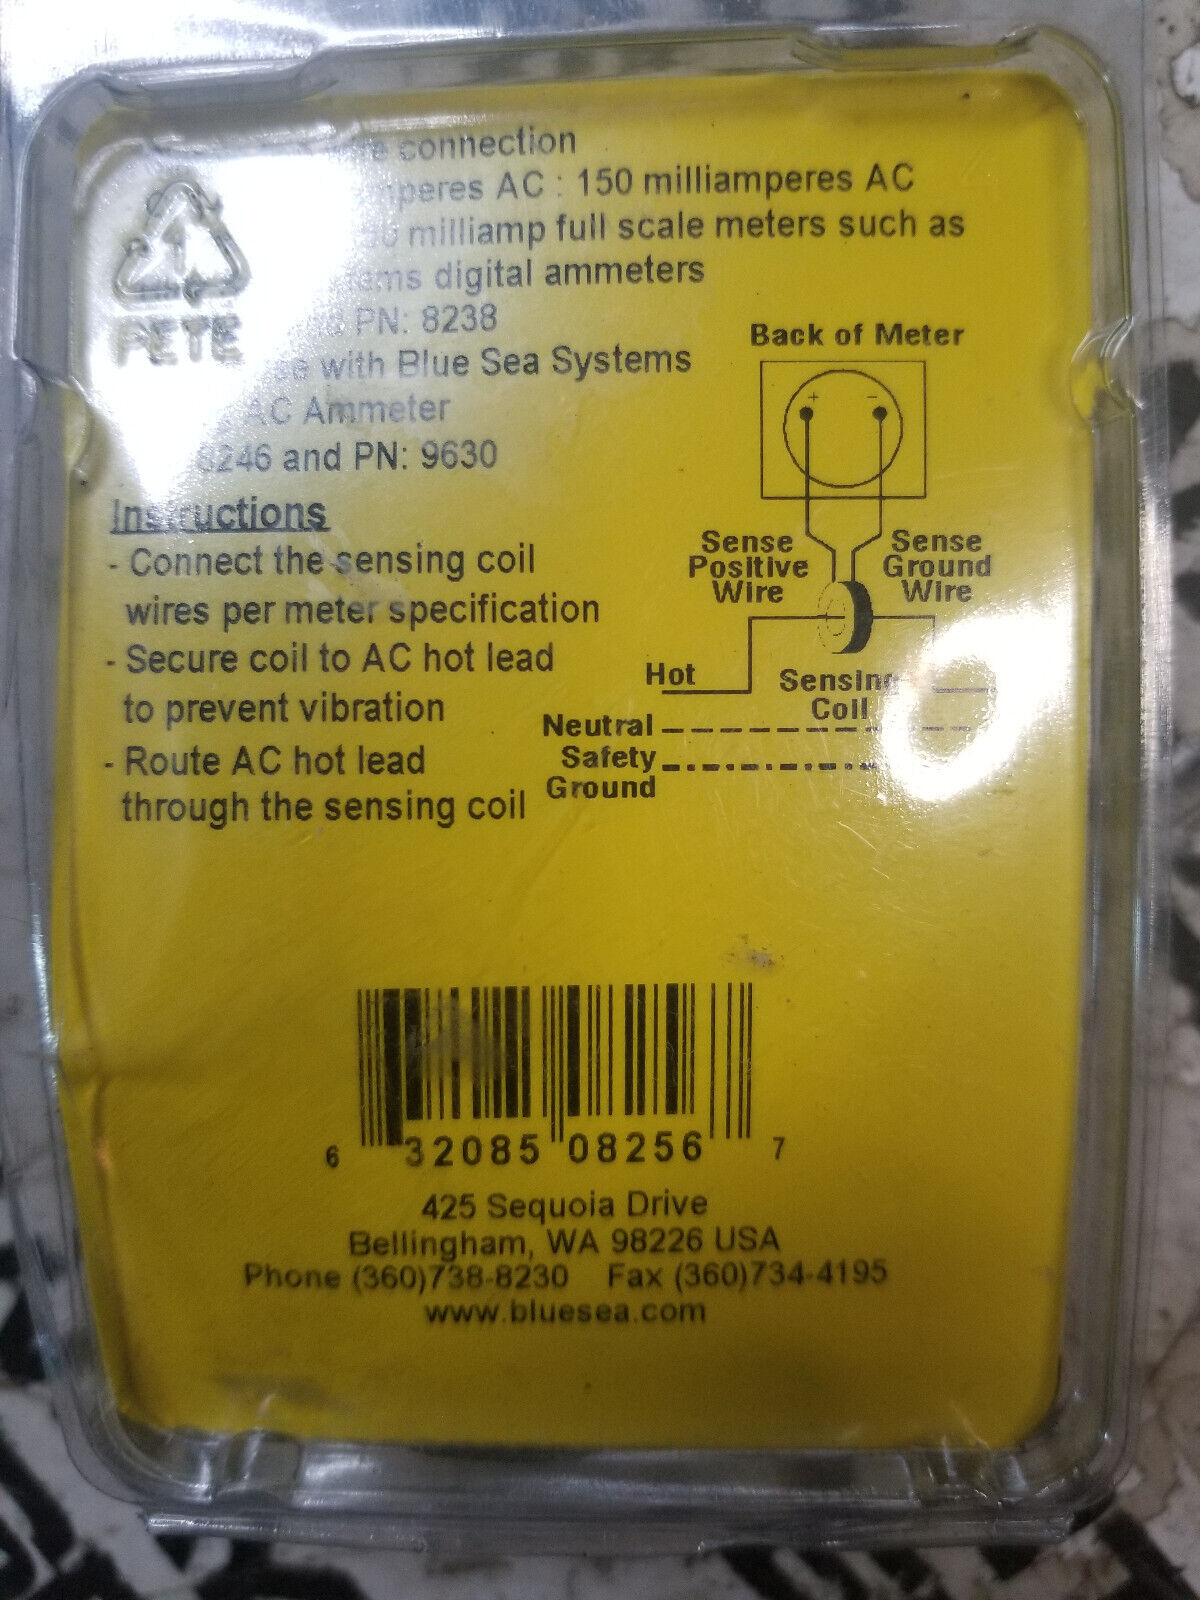 connection
AC : 150 milliamperes AC
milliamp full scale meters such as
digital ammeters
PN: 8238
with Blue Sea Systems
AC Ammeter
8246 and PN: 9630
1
PETE
Instructions
- Connect the sensing coil
wires per meter specification
- Secure coil to AC hot lead
to prevent vibration
- Route AC hot lead
through the sensing coil
Back of Meter
+ -
Sense Positive Wire
Sense Ground Wire
Hot
Sensing Coil
Neutral
Safety Ground
6 32085 08256 7
425 Sequoia Drive
Bellingham, WA 98226 USA
Phone (360)738-8230 Fax (360)734-4195
www.bluesea.com